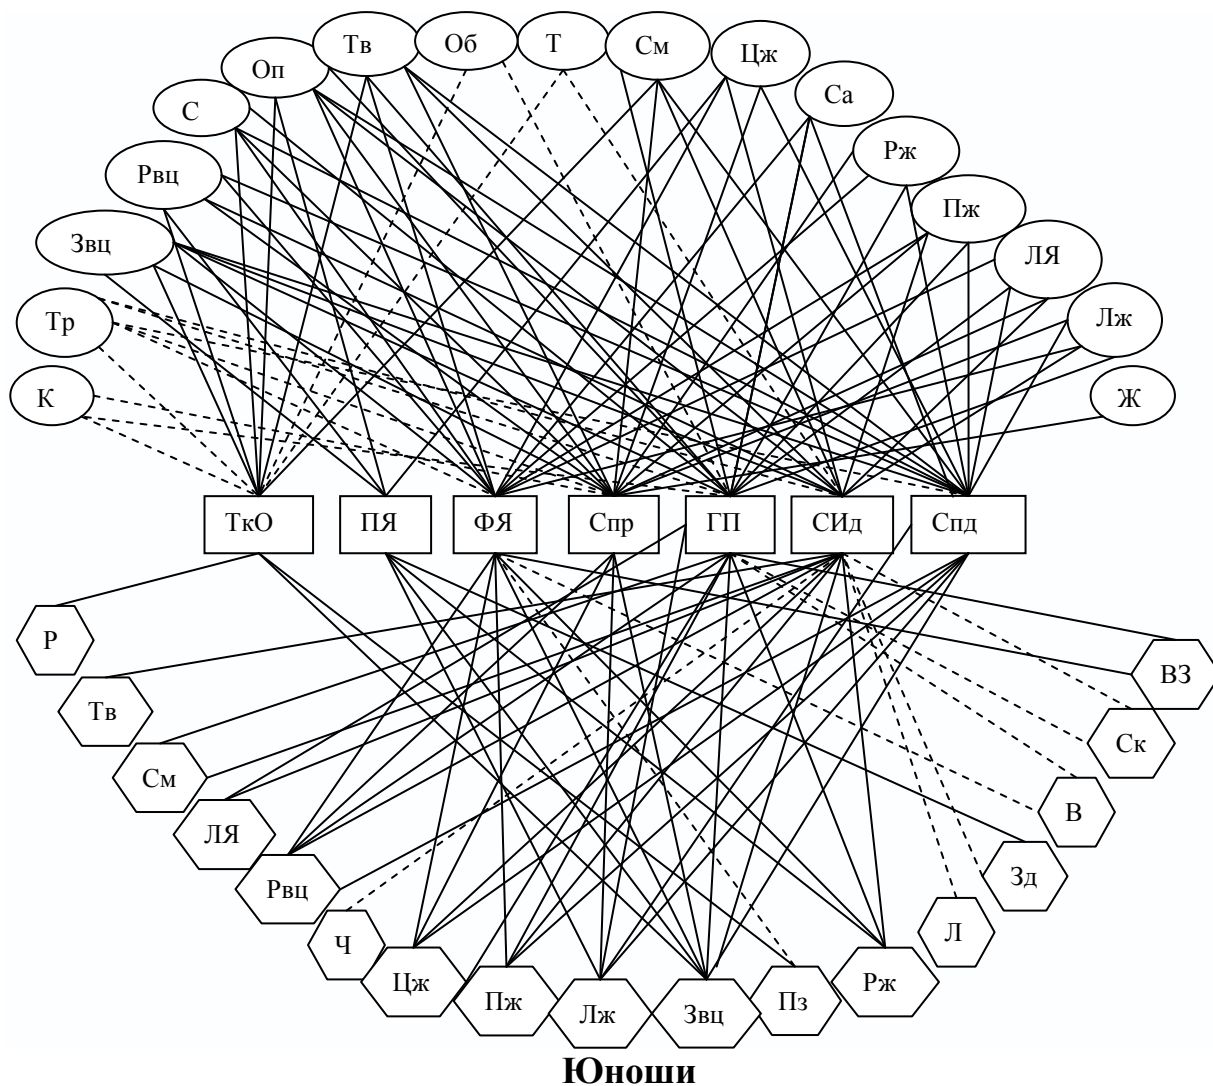 Тв
Об
Т
См
Цж
Оп
Са
С
Рж
Рвц
Пж
Звц
ЛЯ
Тр
Лж
К
Ж
ТкО ПЯ ФЯ Спр ГП СИд Спд
Р
ВЗ
Тв
Ск
См
В
ЛЯ
Зд
Рвц
Л
Ч
Цж
Рж
Пж
Пз
Лж
Звц
Юноши